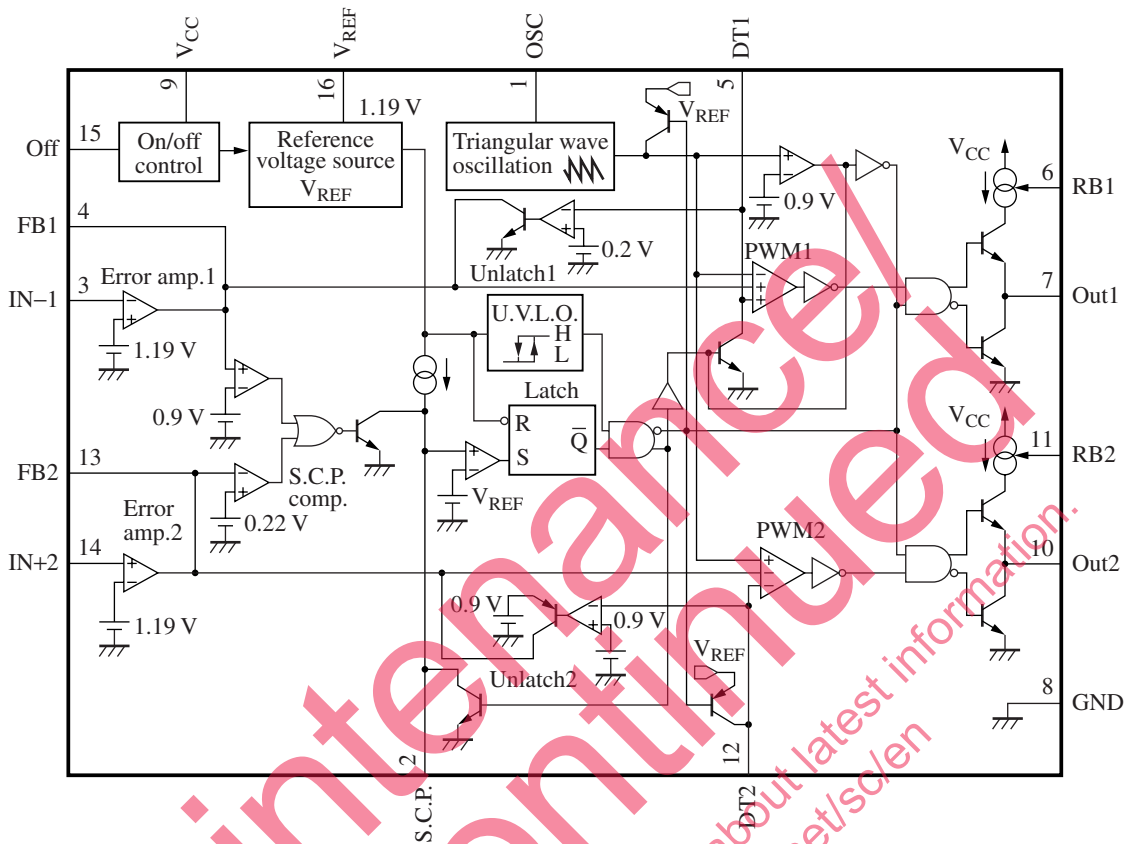 VCC
VREF
OSC
DT1
9
16
1
5
1.19 V
VREF
Off
15
On/off
control
Reference
voltage source
VREF
Triangular wave
oscillation
VCC
6
RB1
4
FB1
0.9 V
0.2 V
Unlatch1
PWM1
3
IN−1
Error amp.1
7
Out1
1.19 V
U.V.L.O.
H
L
Latch
0.9 V
R
Q
S
VCC
11
RB2
13
FB2
S.C.P.
comp.
VREF
0.22 V
Error
amp.2
PWM2
14
IN+2
10
Out2
1.19 V
0.9 V
0.9 V
VREF
Unlatch2
8
GND
2
12
S.C.P.
DT2
intenance/
ontinued
about latest information.
et/sc/en